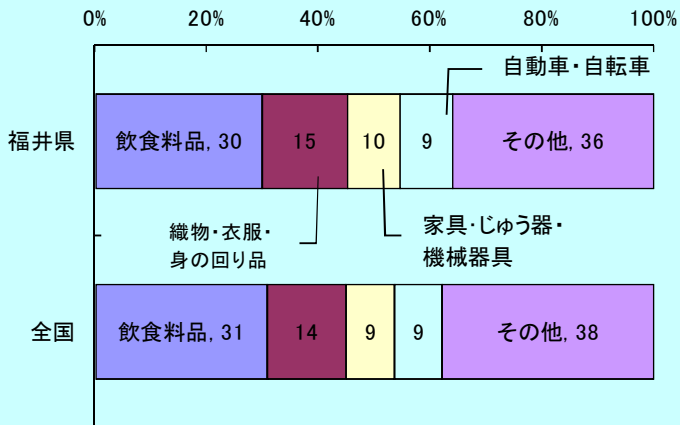 0% 20% 40% 60% 80% 100%
自動車・自転車
福井県 飲食料品, 30 15 10 9 その他, 36
織物・衣服・
身の回り品
家具・じゅう器・
機械器具
全国 飲食料品, 31 14 9 9 その他, 38